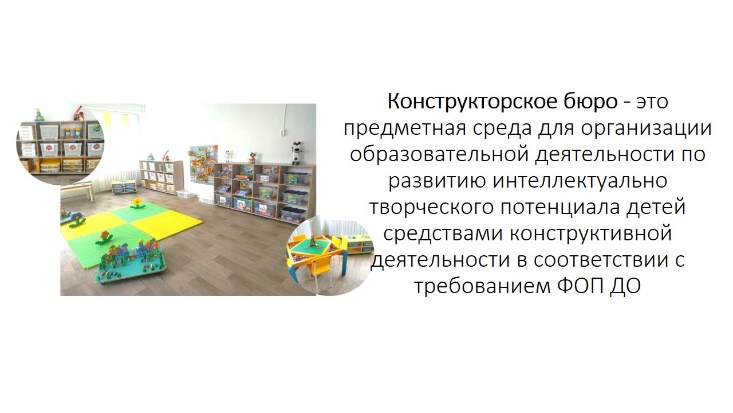 Конструкторское бюро - это
предметная среда для организации
образовательной деятельности по
развитию интеллектуально
творческого потенциала детей
средствами конструктивной
деятельности в соответствии с
требованием ФОП ДО